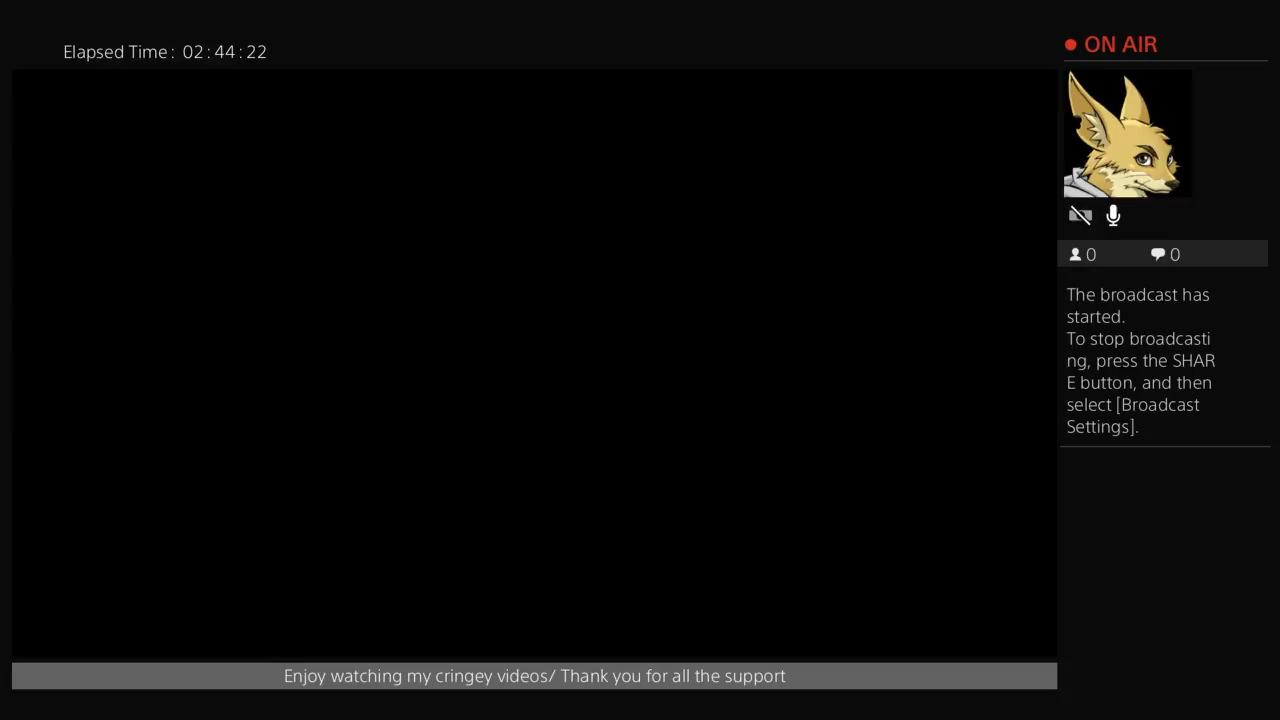 Elapsed Time: 02:44:22
ON AIR
0 0
The broadcast has
started.
To stop broadcasti
ng, press the SHAR
E button, and then
select [Broadcast
Settings].
Enjoy watching my cringey videos/ Thank you for all the support